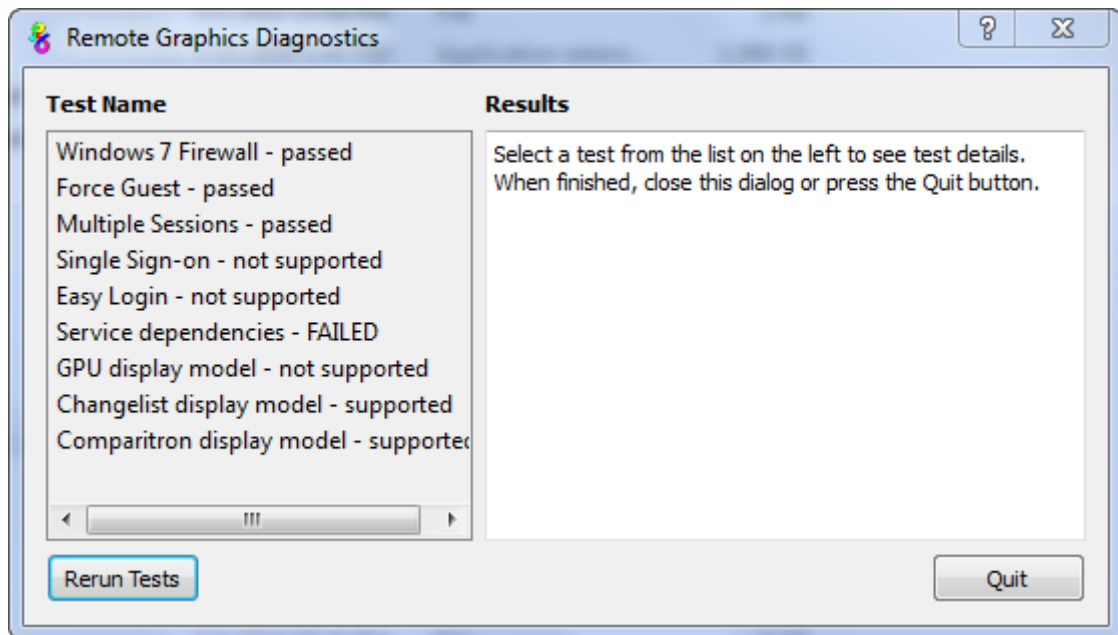 Remote Graphics Diagnostics
Test Name
Results
Windows 7 Firewall - passed
Force Guest - passed
Multiple Sessions - passed
Single Sign-on - not supported
Easy Login - not supported
Service dependencies - FAILED
GPU display model - not supported
Changelist display model - supported
Comparitron display model - supported
Select a test from the list on the left to see test details.
When finished, close this dialog or press the Quit button.
Rerun Tests
Quit